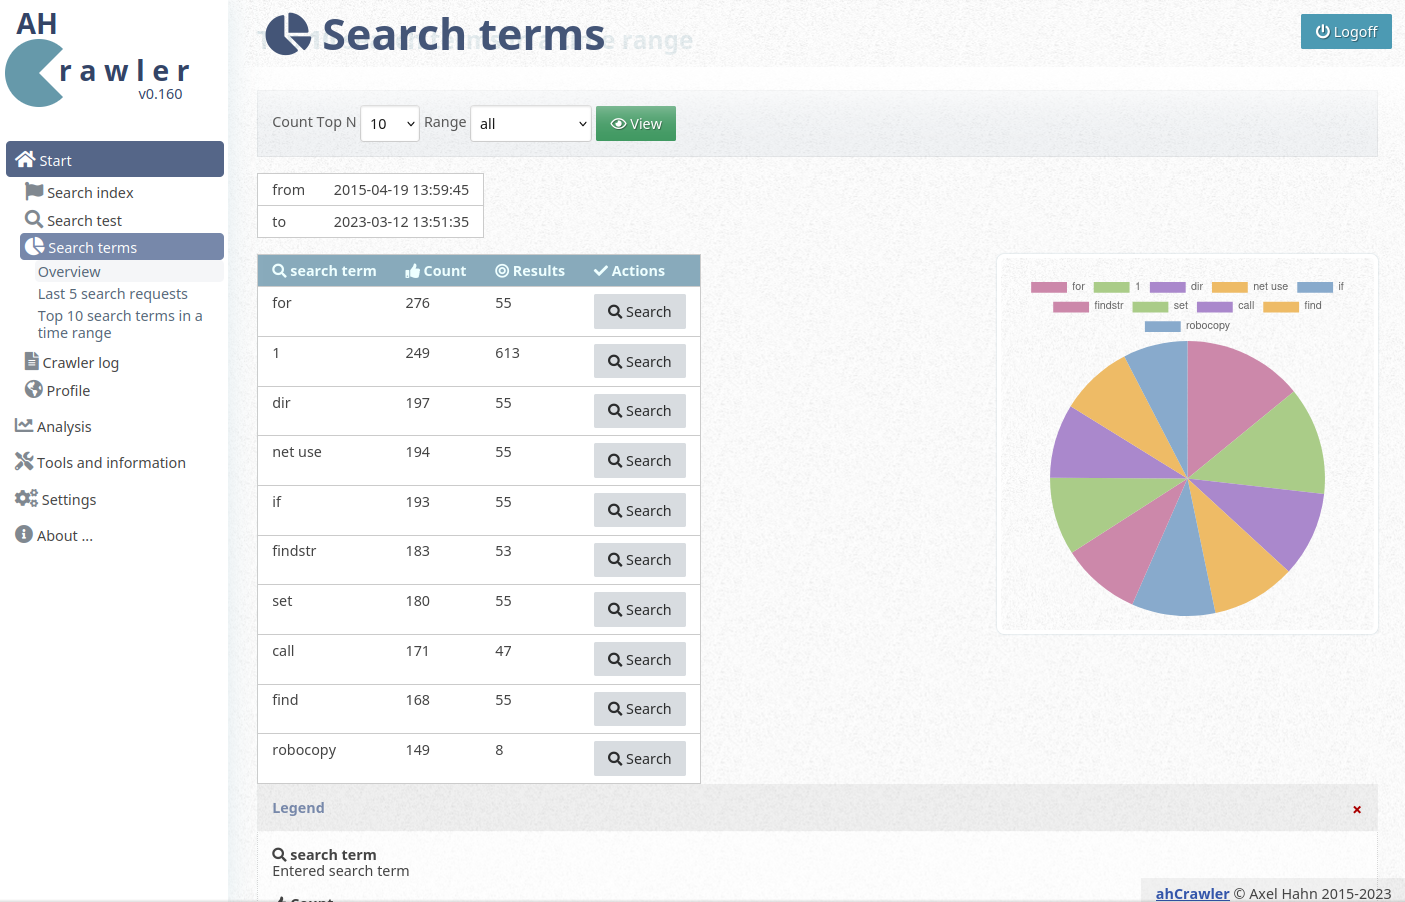 AH
rawler
v0.160
Start
Search index
Search test
Search terms
Overview
Last 5 search requests
Top 10 search terms in a
time range
Crawler log
Profile
Analysis
Tools and information
Settings
About ...
Search terms
range
Logoff
Count Top N 10 Range all View
from 2015-04-19 13:59:45
to 2023-03-12 13:51:35
search term Count Results Actions
for 276 55 Search
1 249 613 Search
dir 197 55 Search
net use 194 55 Search
if 193 55 Search
findstr 183 53 Search
set 180 55 Search
call 171 47 Search
find 168 55 Search
robocopy 149 8 Search
for 1 dir net use if
findstr set call find
robocopy
Legend
search term
Entered search term
ahCrawler © Axel Hahn 2015-2023